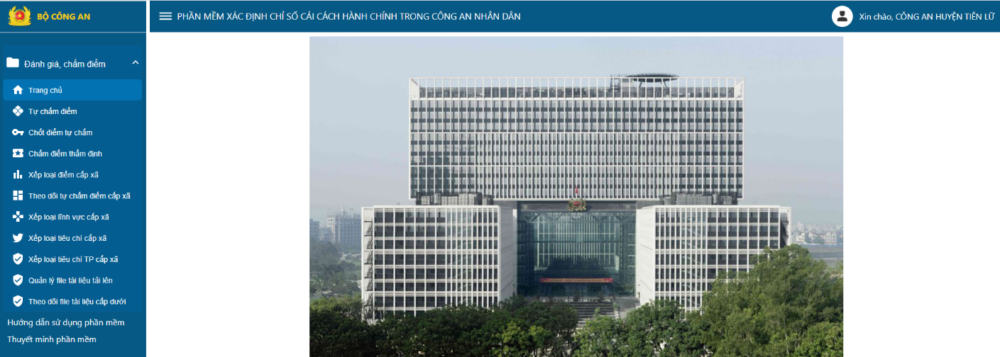 BỘ CÔNG AN
PHẦN MỀM XÁC ĐỊNH CHỈ SỐ CẢI CÁCH HÀNH CHÍNH TRONG CÔNG AN NHÂN DÂN
Xin chào, CÔNG AN HUYỆN TIÊN LỮ
Đánh giá, chấm điểm
Trang chủ
Tự chấm điểm
Chốt điểm tự chấm
Chấm điểm thẩm định
Xếp loại điểm cấp xã
Theo dõi tự chấm điểm cấp xã
Xếp loại lĩnh vực cấp xã
Xếp loại tiêu chí cấp xã
Xếp loại tiêu chí TP cấp xã
Quản lý file tài liệu tải lên
Theo dõi file tài liệu cấp dưới
Hướng dẫn sử dụng phần mềm
Thuyết minh phần mềm